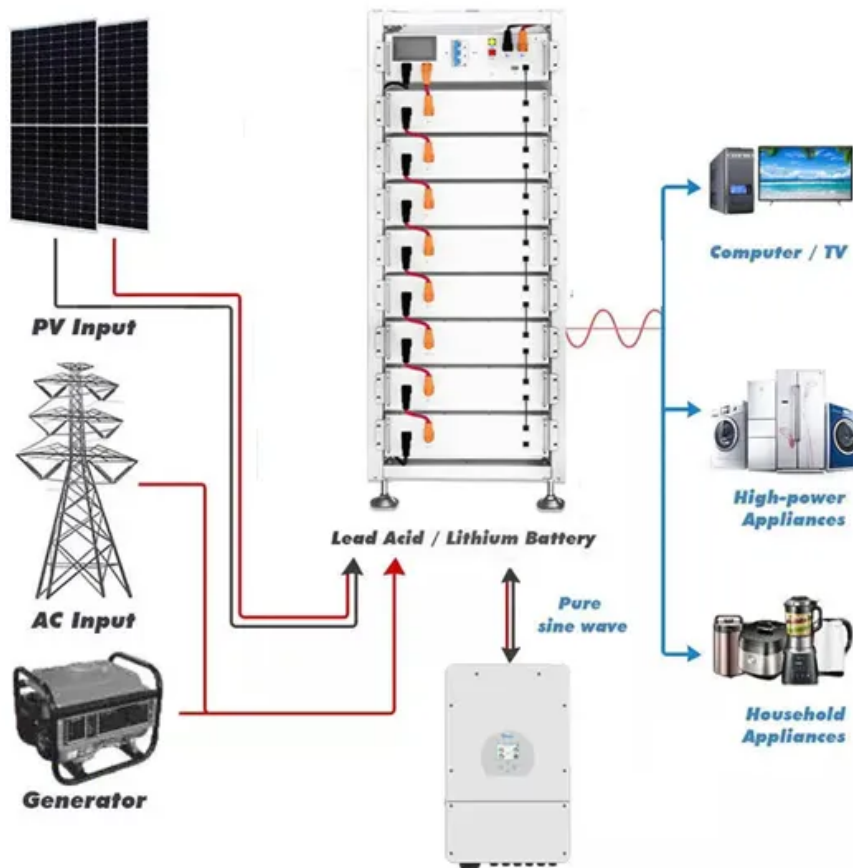 PV Input
AC Input
Generator
Lead Acid / Lithium Battery
Pure
sine wave
Computer / TV
High-power
Appliances
Household
Appliances